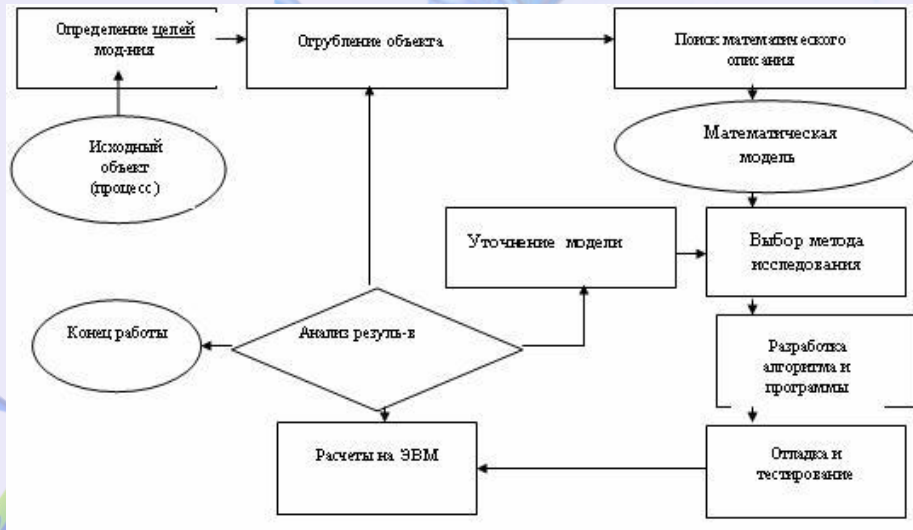 Определение целей
мод-ния
Огрубление объекта
Поиск математического
описания
Исходный
объект
(процесс)
Математическая
модель
Уточнение модели
Выбор метода
исследования
Конец работы
Анализ резуль-в
Разработка
алгоритма и
программы
Расчеты на ЭВМ
Отладка и
тестирование